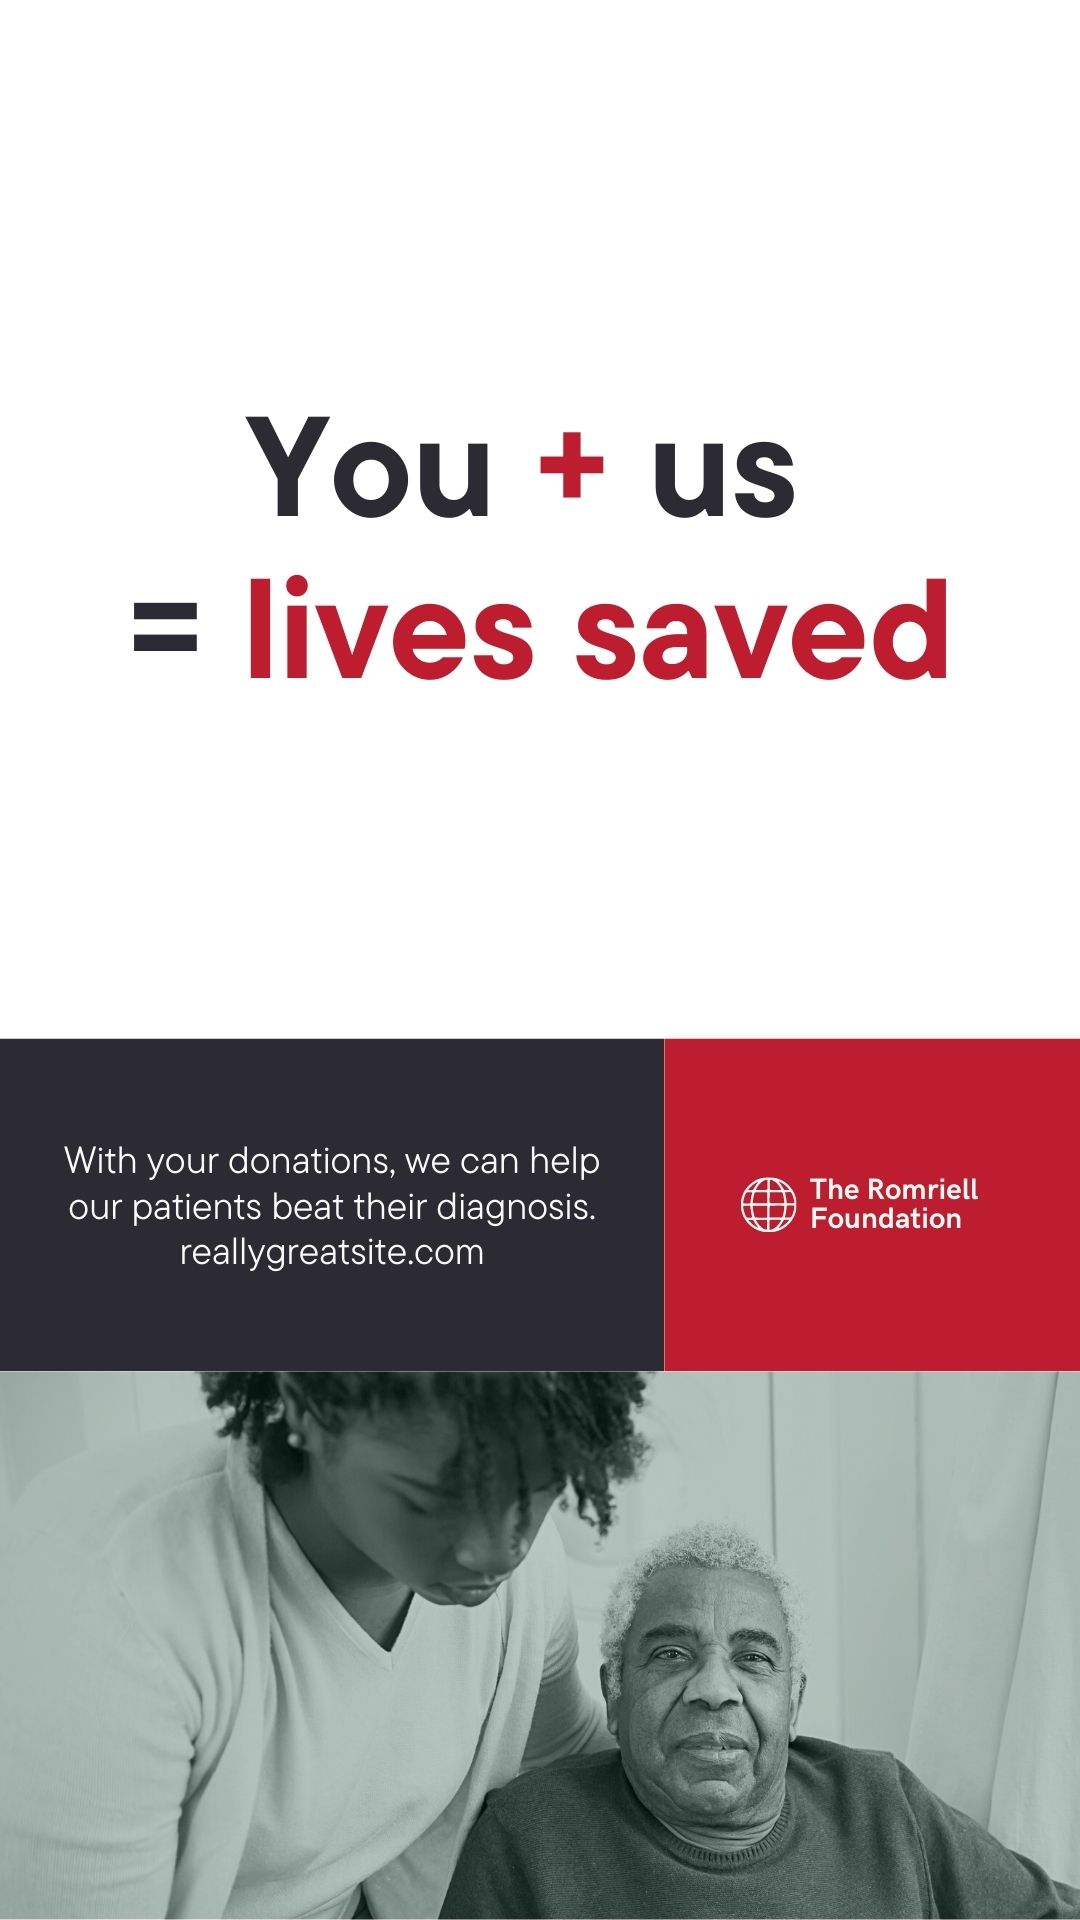 You + us
= lives saved
With your donations, we can help
our patients beat their diagnosis.
reallygreatsite.com
The Romriell
Foundation